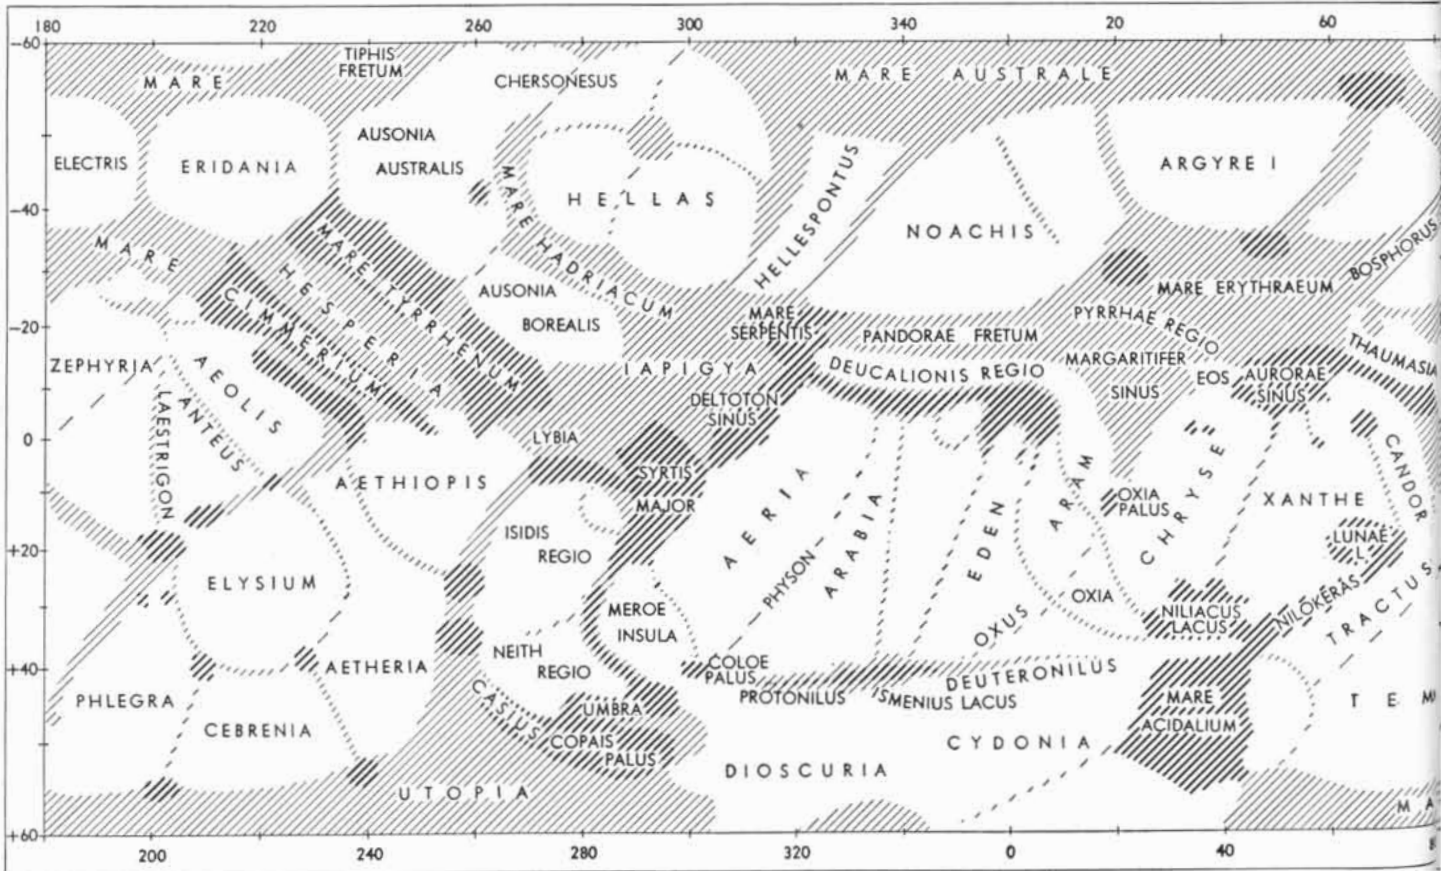 180 220 260 300 340 20 60
−60
TIPHIS
FRETUM
MARE
CHERSONESUS
MARE AUSTRALE
ELECTRIS
ERIDANIA
AUSONIA
AUSTRALIS
MARE HADRIACUM
HELLAS
HELLESPONTUS
NOACHIS
ARGYRE I
−40
MARE
HESPERIA
CIMMERIUM
MARE TYRRHENUM
AUSONIA
BOREALIS
MARE
SERPENTIS
PANDORAE FRETUM
PYRRHAE REGIO
MARE ERYTHRAEUM
BOSPHORUS
−20
ZEPHYRIA
AEOLIS
LAESTRIGON
ANTEUS
IAPIGYA
DEUCALIONIS REGIO
MARGARITIFER
SINUS
EOS
AURORAE
SINUS
THAUMASIA
DELTOTON
SINUS
0
LYBIA
AETHIOPIS
SYRTIS
MAJOR
AERIA
ARABIA
PHYSON
EDEN
ARAM
OXIA
PALUS
CHRYSE
XANTHE
CANDOR
LUNAE
L.
+20
ISIDIS
REGIO
ELYSIUM
MEROE
INSULA
OXUS
OXIA
NILIACUS
LACUS
NILOKERAS
TRACTUS
+40
PHLEGRA
CEBRENIA
AETHERIA
NEITH
REGIO
CASIUS
UMBRA
COPAIS
PALUS
COLOE
PALUS
PROTONILUS
ISMENIUS LACUS
DEUTERONILUS
MARE
ACIDALIUM
TEM
DIOSCURIA
CYDONIA
UTOPIA
MA
+60
200 240 280 320 0 40 8